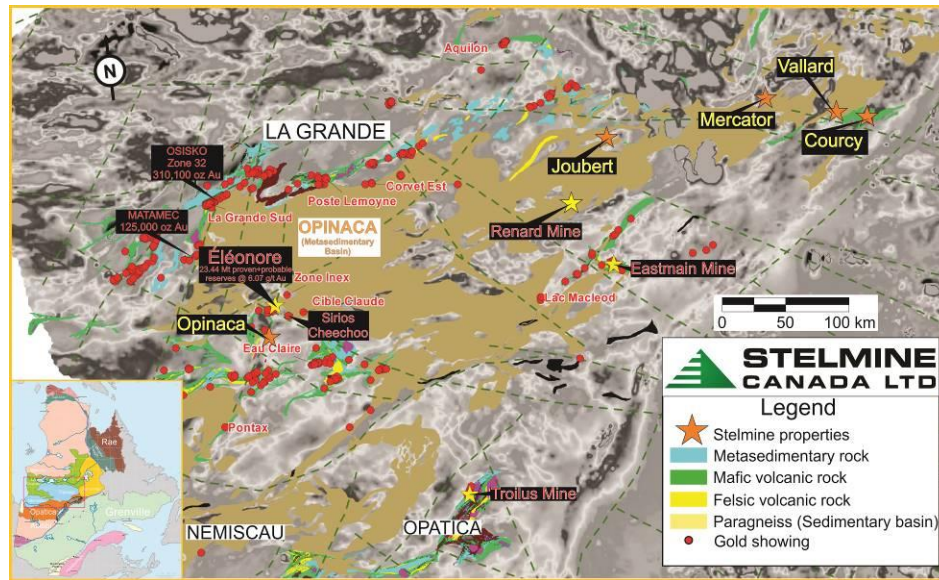 Aquilon
N
LA GRANDE
Vallard
Mercator
Courcy
OSISKO
Zone 32
310,100 oz Au
Joubert
Corvet Est
Poste Lemoyne
MATAMEC
125,000 oz Au
La Grande Sud
OPINACA
(Metasedimentary
Basin)
Renard Mine
Éléonore
23.44 Mt proven+probable
reserves @ 6.07 g/t Au
Zone Inex
Eastmain Mine
Lac Macleod
Cible Claude
Sirios
Cheechoo
Opinaca
Eau Claire
0 25 50 100 km
STELMINE
CANADA LTD
Legend
Stelmine properties
Metasedimentary rock
Mafic volcanic rock
Felsic volcanic rock
Paragneiss (Sedimentary basin)
Gold showing
Pontax
Troilus Mine
NEMISCAU
OPATICA
Rae
Opatica
Grenville